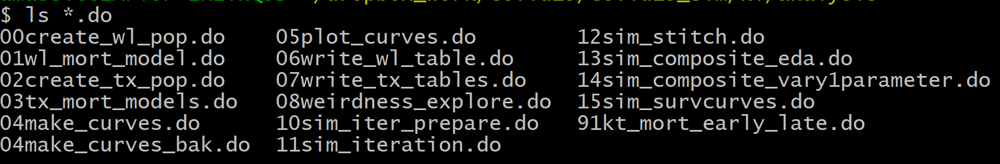 $ ls *.do
00create_wl_pop.do 05plot_curves.do 12sim_stitch.do
01wl_mort_model.do 06write_wl_table.do 13sim_composite_eda.do
02create_tx_pop.do 07write_tx_tables.do 14sim_composite_vary1parameter.do
03tx_mort_models.do 08weirdness_explore.do 15sim_survcurves.do
04make_curves.do 10sim_iter_prepare.do 91kt_mort_early_late.do
04make_curves_bak.do 11sim_iteration.do